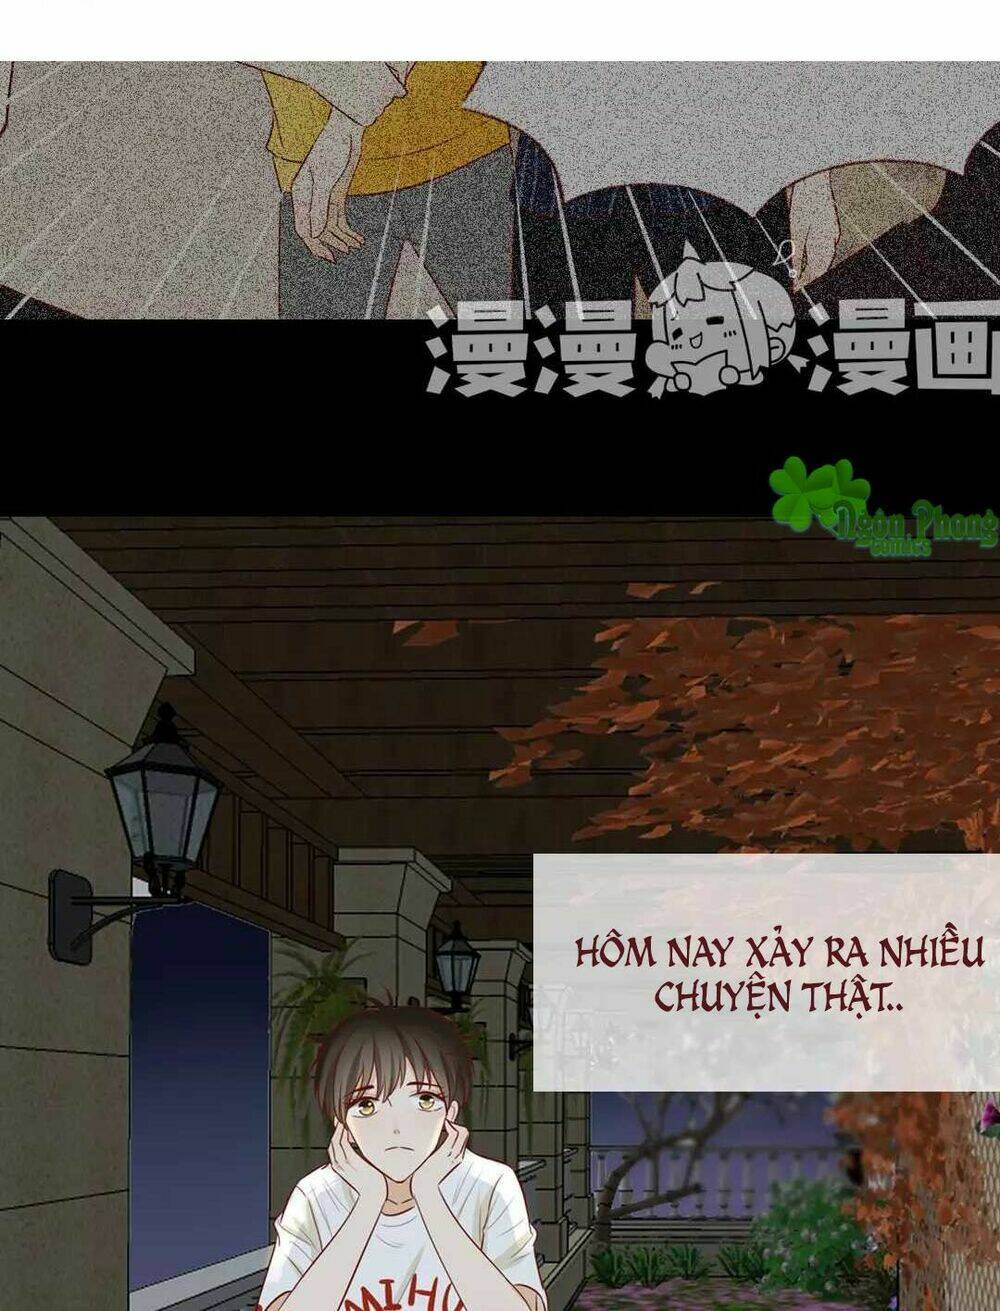 漫漫漫画
Ngôn Phong
comics
HÔM NAY XẢY RA NHIỀU
CHUYỆN THẬT..
MIHU